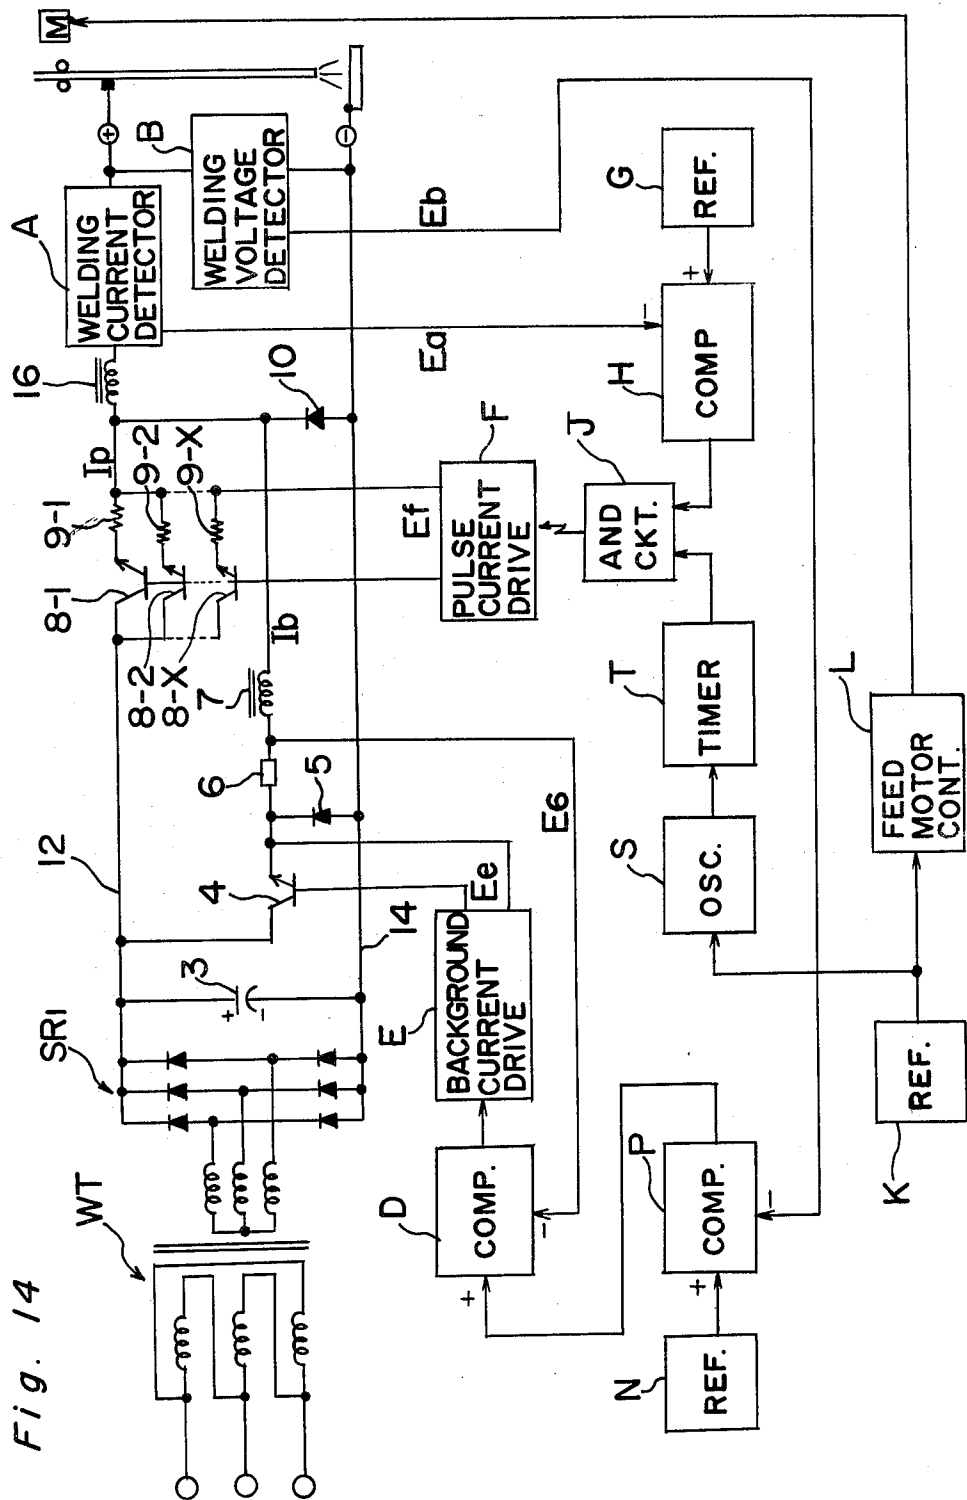 Fig. 14
WT
SR1
12
3
+
-
14
4
5
6
7
Ib
8-1
8-2
8-X
9-1
9-2
9-X
Ip
16
10
A
WELDING
CURRENT
DETECTOR
B
WELDING
VOLTAGE
DETECTOR
+
-
M
Ea
Eb
Ee
E6
Ef
E
BACKGROUND
CURRENT
DRIVE
D
COMP.
+
-
F
PULSE
CURRENT
DRIVE
J
AND
CKT.
H
COMP
+
-
G
REF.
N
REF.
P
COMP.
+
-
S
OSC.
T
TIMER
K
REF.
L
FEED
MOTOR
CONT.